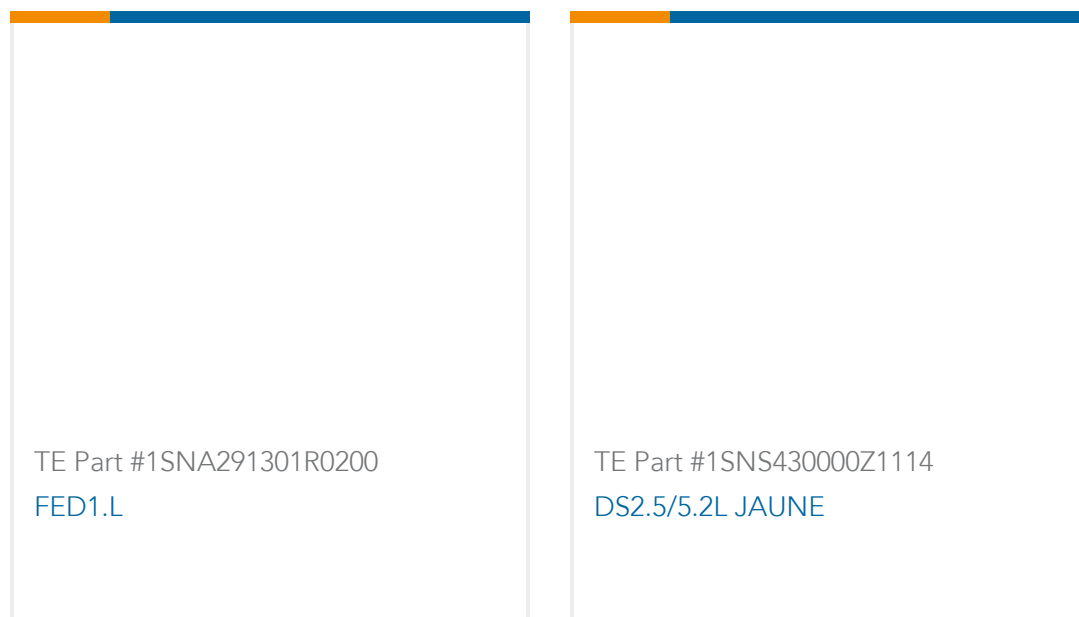 TE Part #1SNA291301R0200
FED1.L
TE Part #1SNS430000Z1114
DS2.5/5.2L JAUNE